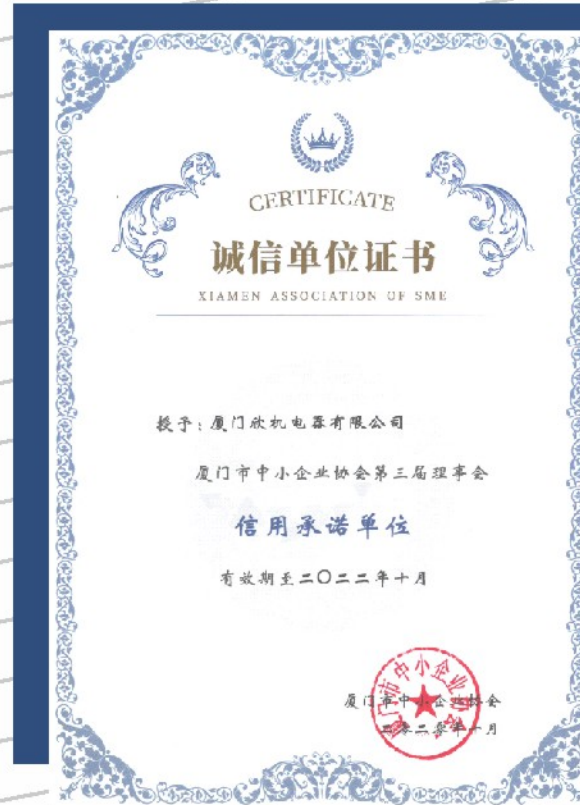 CERTIFICATE
诚信单位证书
XIAMEN ASSOCIATION OF SME
授予：厦门欣机电器有限公司
厦门市中小企业协会第三届理事会
信用承诺单位
有效期至二〇二二年十月
厦门市中小企业协会